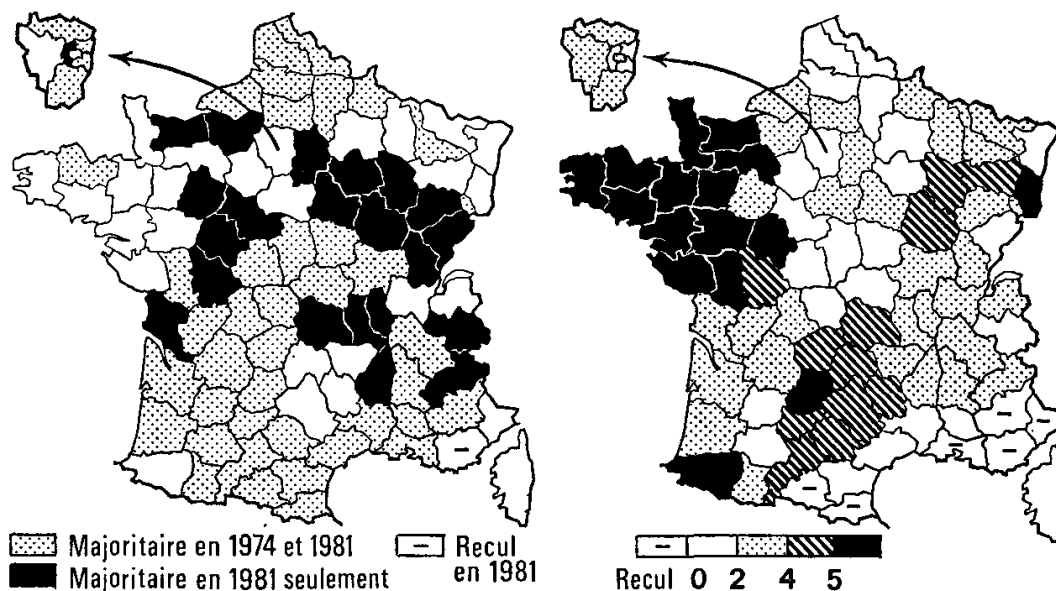 Majoritaire en 1974 et 1981
Majoritaire en 1981 seulement
- Recul
en 1981
-
Recul 0 2 4 5